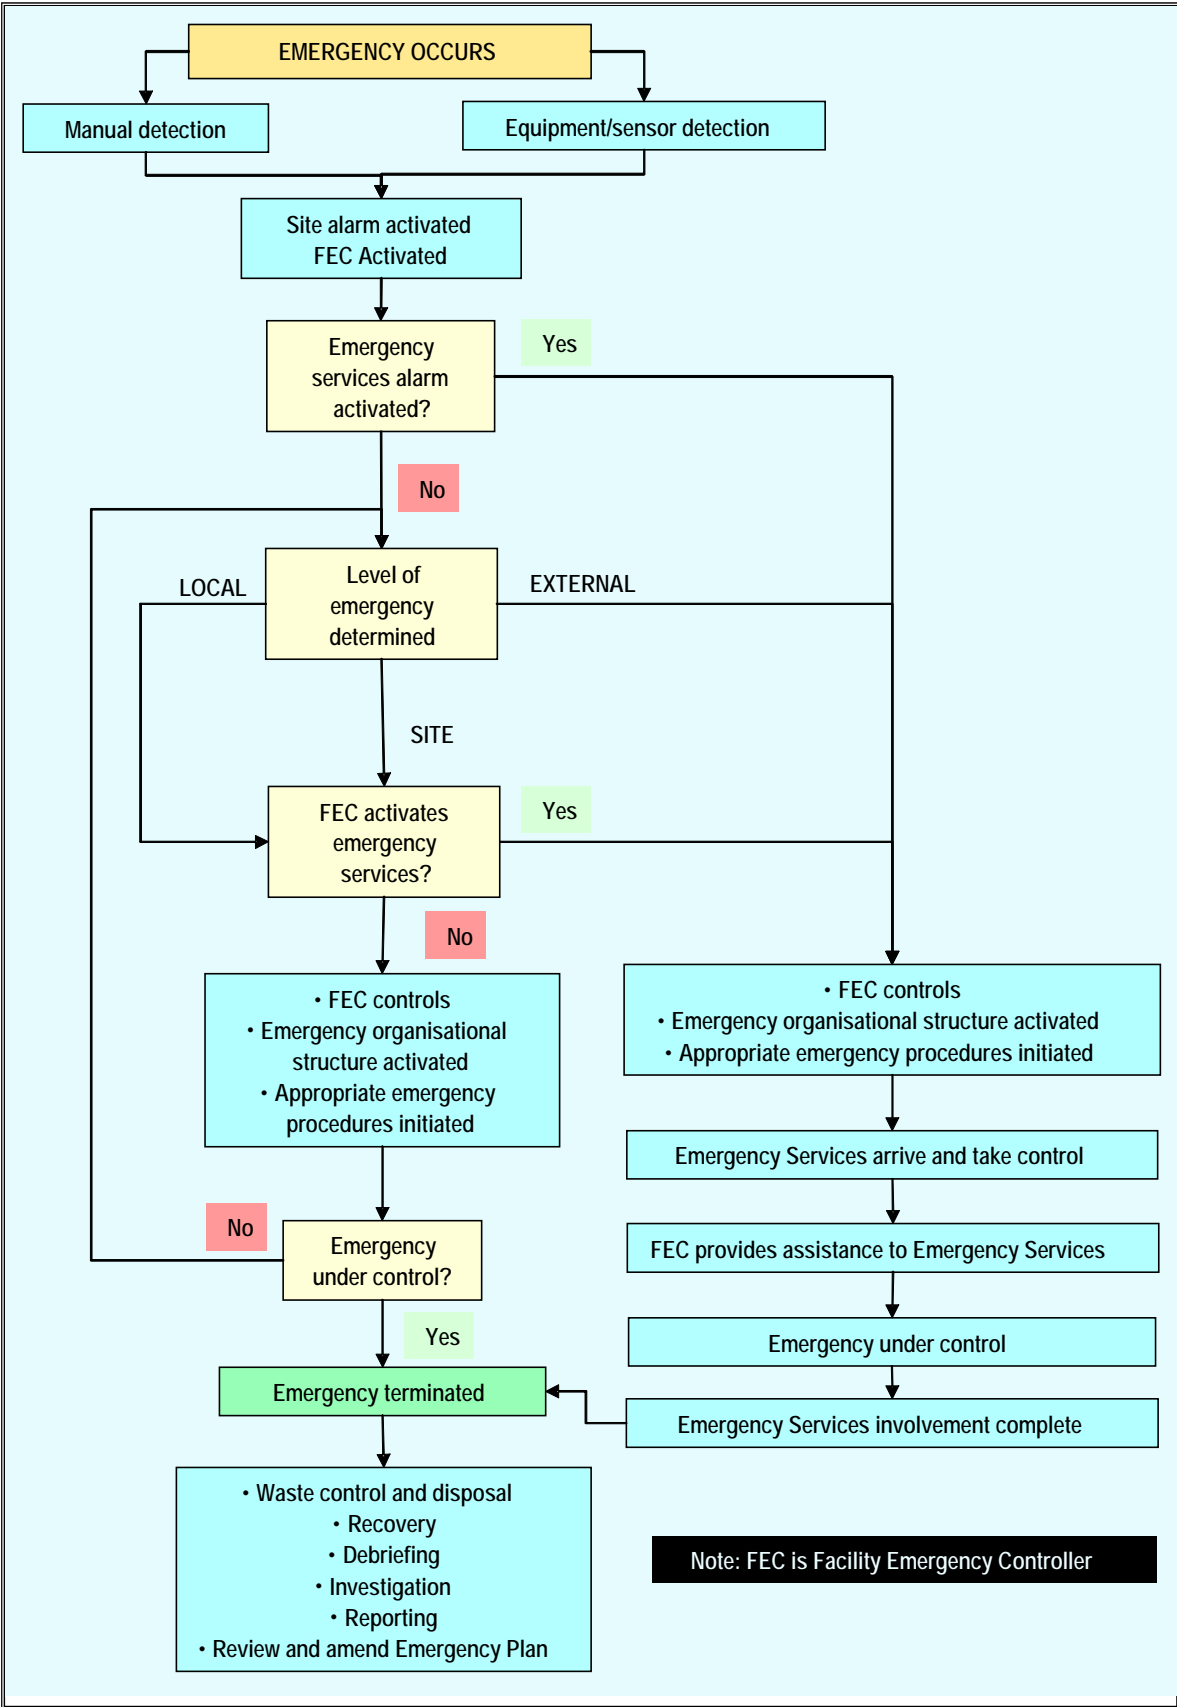 EMERGENCY OCCURS
Manual detection
Equipment/sensor detection
Site alarm activated
FEC Activated
Emergency
services alarm
activated?
Yes
No
Level of
emergency
determined
LOCAL
EXTERNAL
SITE
FEC activates
emergency
services?
Yes
No
• FEC controls
• Emergency organisational
structure activated
• Appropriate emergency
procedures initiated
• FEC controls
• Emergency organisational structure activated
• Appropriate emergency procedures initiated
Emergency Services arrive and take control
No
Emergency
under control?
FEC provides assistance to Emergency Services
Yes
Emergency under control
Emergency terminated
Emergency Services involvement complete
• Waste control and disposal
• Recovery
• Debriefing
• Investigation
• Reporting
• Review and amend Emergency Plan
Note: FEC is Facility Emergency Controller